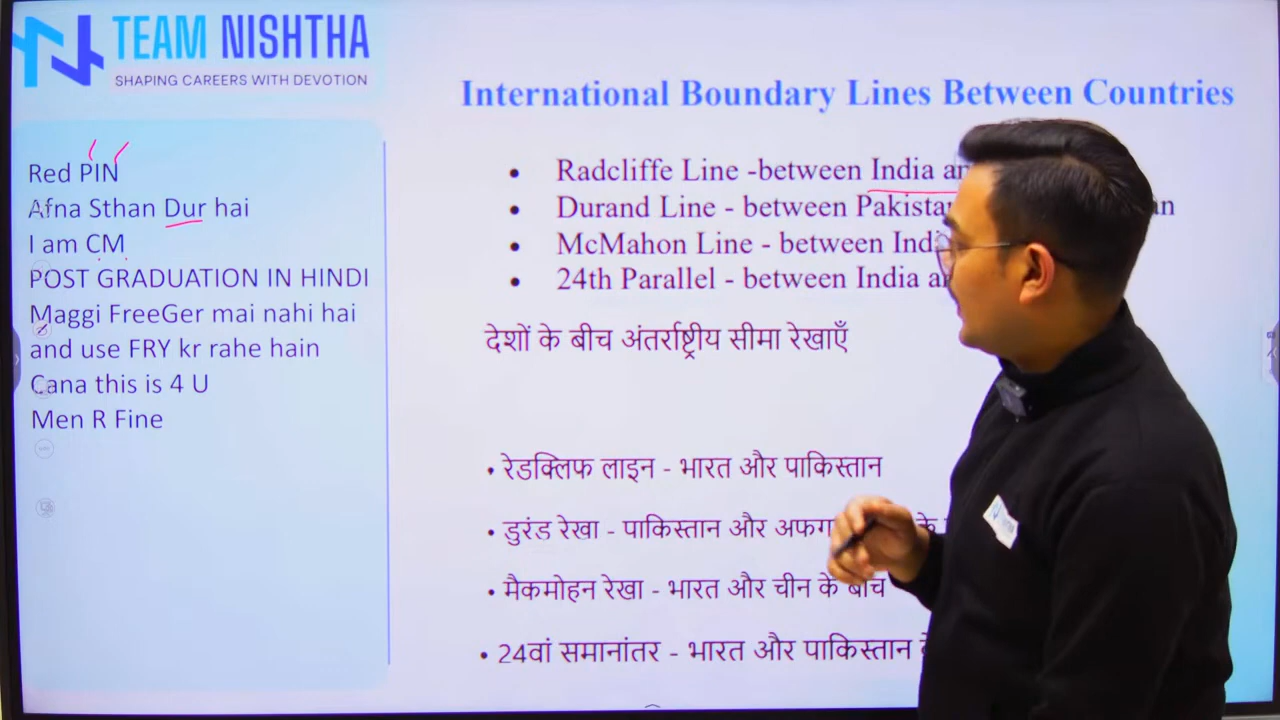 TEAM NISHTHA
SHAPING CAREERS WITH DEVOTION
International Boundary Lines Between Countries
Red PIN
Afna Sthan Dur hai
I am CM
POST GRADUATION IN HINDI
Maggi FreeGer mai nahi hai
and use FRY kr rahe hain
Cana this is 4 U
Men R Fine
• Radcliffe Line -between India
• Durand Line - between
• McMahon Line - between
• 24th Parallel - between India
देशों के बीच अंतर्राष्ट्रीय सीमा रेखाएँ
• रेडक्लिफ लाइन - भारत और पाकिस्तान
• डुरंड रेखा - पाकिस्तान और के
• मैकमोहन रेखा - भारत और चीन के बीच
• 24वां समानांतर - भारत और पाकिस्तान